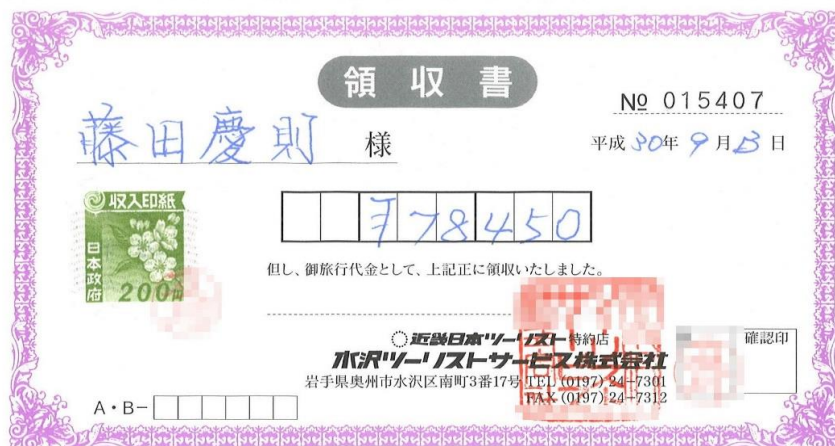 領収書
№ 015407
藤田慶則 様
平成 30年 9月 13日
収入印紙
日本政府
200円
¥78450
但し、御旅行代金として、上記正に領収いたしました。
近畿日本ツーリスト特約店
水沢ツーリストサービス株式会社
確認印
岩手県奥州市水沢区南町3番17号 TEL (0197) 24-7301
FAX (0197) 24-7312
A・B−